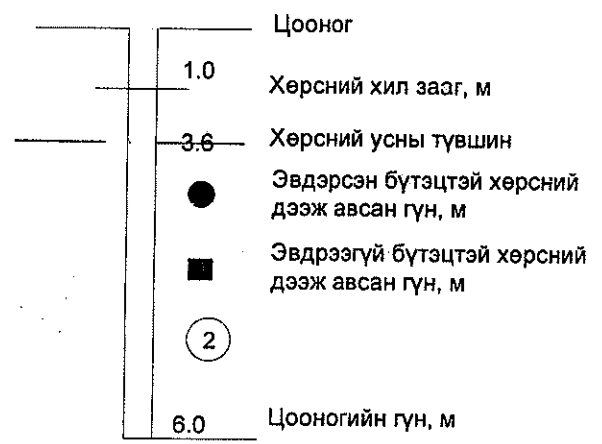 Цооног
1.0
Хөрсний хил зааг, м
3.6
Хөрсний усны түвшин
Эвдэрсэн бүтэцтэй хөрсний
дээж авсан гүн, м
Эвдрээгүй бүтэцтэй хөрсний
дээж авсан гүн, м
2
6.0
Цооногийн гүн, м